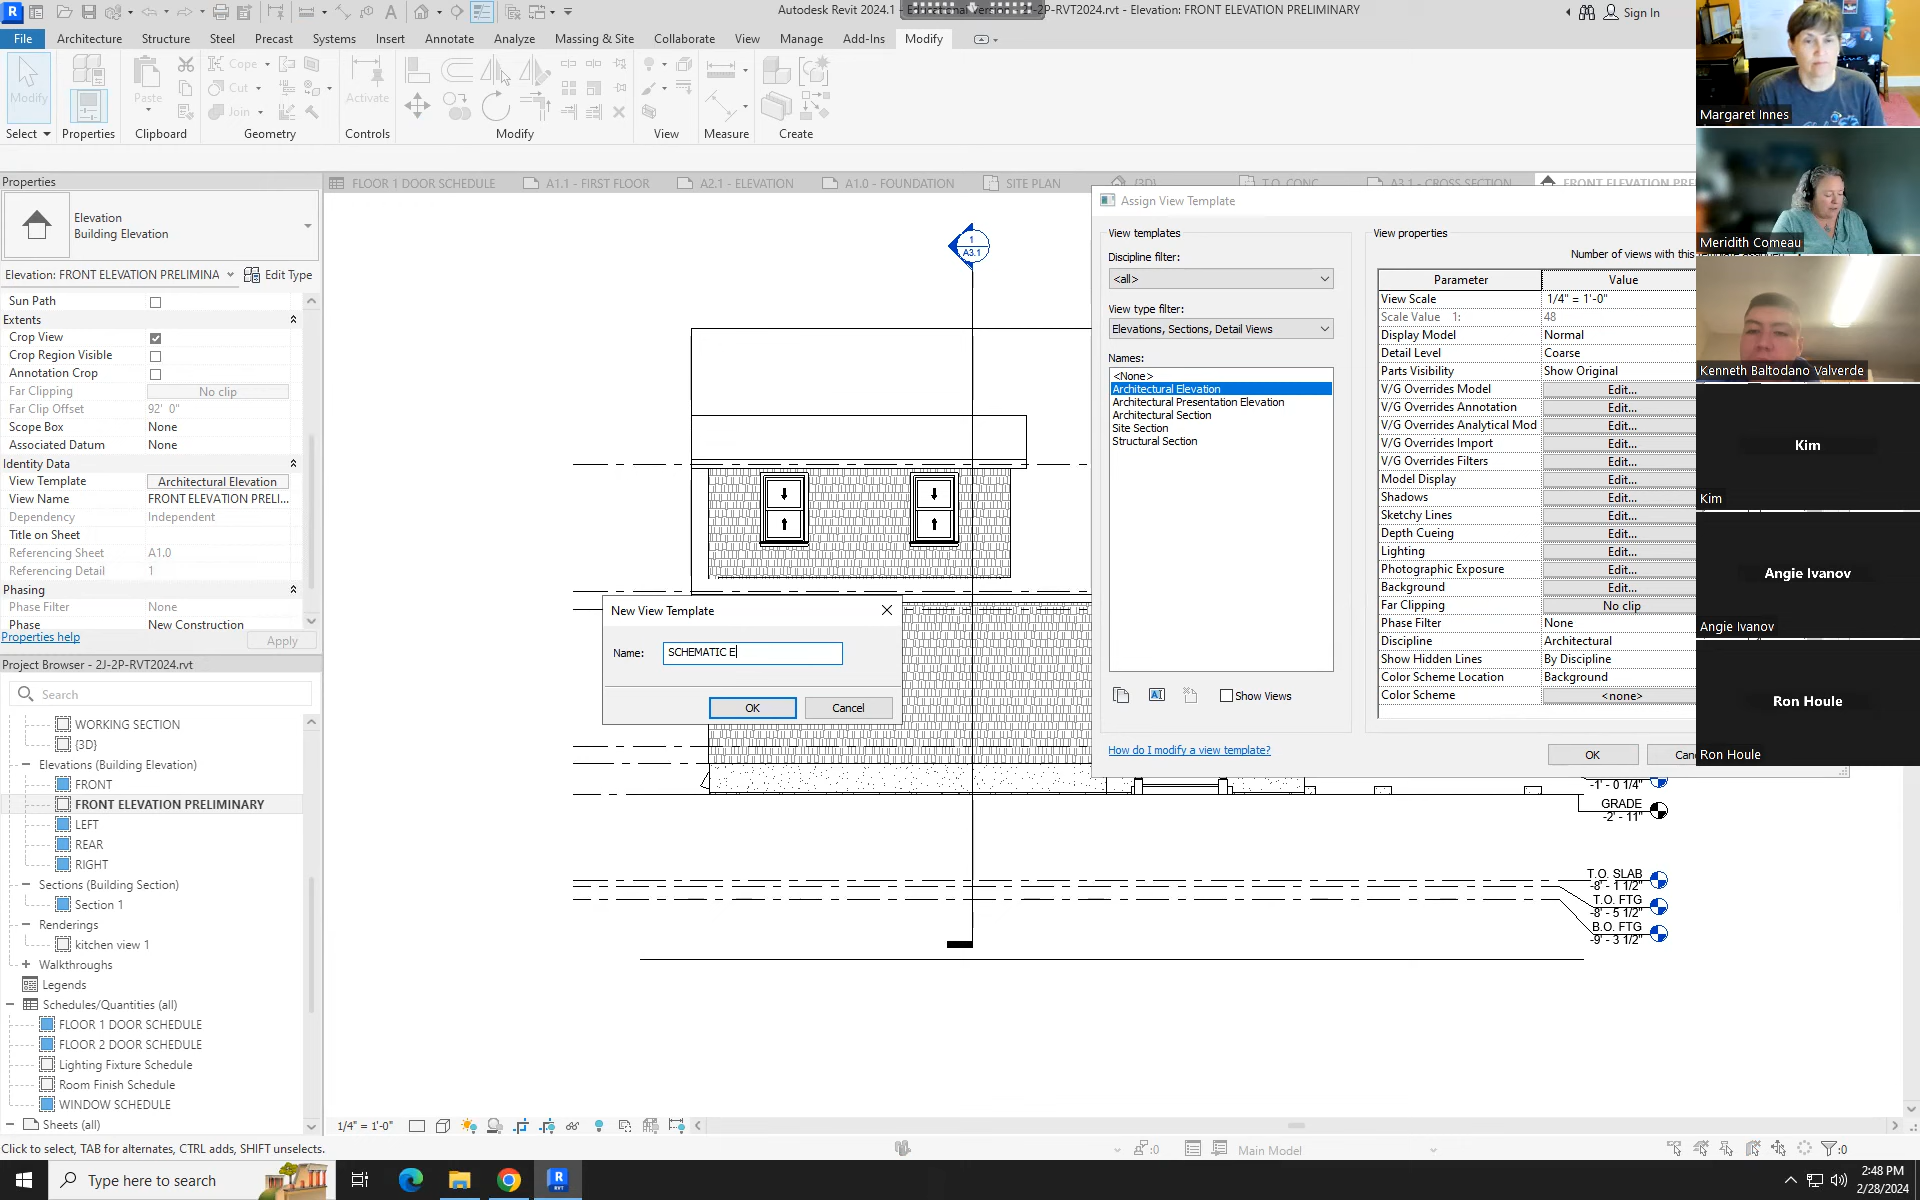 Autodesk Revit 2024.1 - Educational Version - 2J-2P-RVT2024.rvt - Elevation: FRONT ELEVATION PRELIMINARY
Sign In
File Architecture Structure Steel Precast Systems Insert Annotate Analyze Massing & Site Collaborate View Manage Add-Ins Modify
Modify Paste Cope Cut Join Activate
Select Properties Clipboard Geometry Controls Modify View Measure Create
Properties
Elevation
Building Elevation
Elevation: FRONT ELEVATION PRELIMINA
Edit Type
Sun Path
Extents
Crop View
Crop Region Visible
Annotation Crop
Far Clipping No clip
Far Clip Offset 92' 0"
Scope Box None
Associated Datum None
Identity Data
View Template Architectural Elevation
View Name FRONT ELEVATION PRELI...
Dependency Independent
Title on Sheet
Referencing Sheet A1.0
Referencing Detail 1
Phasing
Phase Filter None
Phase New Construction
Properties help
Apply
Project Browser - 2J-2P-RVT2024.rvt
Search
WORKING SECTION
{3D}
Elevations (Building Elevation)
FRONT
FRONT ELEVATION PRELIMINARY
LEFT
REAR
RIGHT
Sections (Building Section)
Section 1
Renderings
kitchen view 1
Walkthroughs
Legends
Schedules/Quantities (all)
FLOOR 1 DOOR SCHEDULE
FLOOR 2 DOOR SCHEDULE
Lighting Fixture Schedule
Room Finish Schedule
WINDOW SCHEDULE
Sheets (all)
FLOOR 1 DOOR SCHEDULE A1.1 - FIRST FLOOR A2.1 - ELEVATION A1.0 - FOUNDATION SITE PLAN {3D} T.O. CONC A3.1 - CROSS SECTION FRONT ELEVATION PRE
1
A3.1
New View Template
Name: SCHEMATIC E
OK Cancel
Assign View Template
View templates
Discipline filter:
<all>
View type filter:
Elevations, Sections, Detail Views
Names:
<None>
Architectural Elevation
Architectural Presentation Elevation
Architectural Section
Site Section
Structural Section
Show Views
How do I modify a view template?
View properties
Number of views with this
Parameter Value
View Scale 1/4" = 1'-0"
Scale Value 1: 48
Display Model Normal
Detail Level Coarse
Parts Visibility Show Original
V/G Overrides Model Edit...
V/G Overrides Annotation Edit...
V/G Overrides Analytical Mod Edit...
V/G Overrides Import Edit...
V/G Overrides Filters Edit...
Model Display Edit...
Shadows Edit...
Sketchy Lines Edit...
Depth Cueing Edit...
Lighting Edit...
Photographic Exposure Edit...
Background Edit...
Far Clipping No clip
Phase Filter None
Discipline Architectural
Show Hidden Lines By Discipline
Color Scheme Location Background
Color Scheme <none>
OK Canc
-1' - 0 1/4"
GRADE
-2' - 11"
T.O. SLAB
-8' - 1 1/2"
T.O. FTG
-8' - 5 1/2"
B.O. FTG
-9' - 3 1/2"
Margaret Innes
Meridith Comeau
Kenneth Baltodano Valverde
Kim
Kim
Angie Ivanov
Angie Ivanov
Ron Houle
Ron Houle
1/4" = 1'-0"
Click to select, TAB for alternates, CTRL adds, SHIFT unselects.
:0
Main Model
:0
Type here to search
2:48 PM
2/28/2024